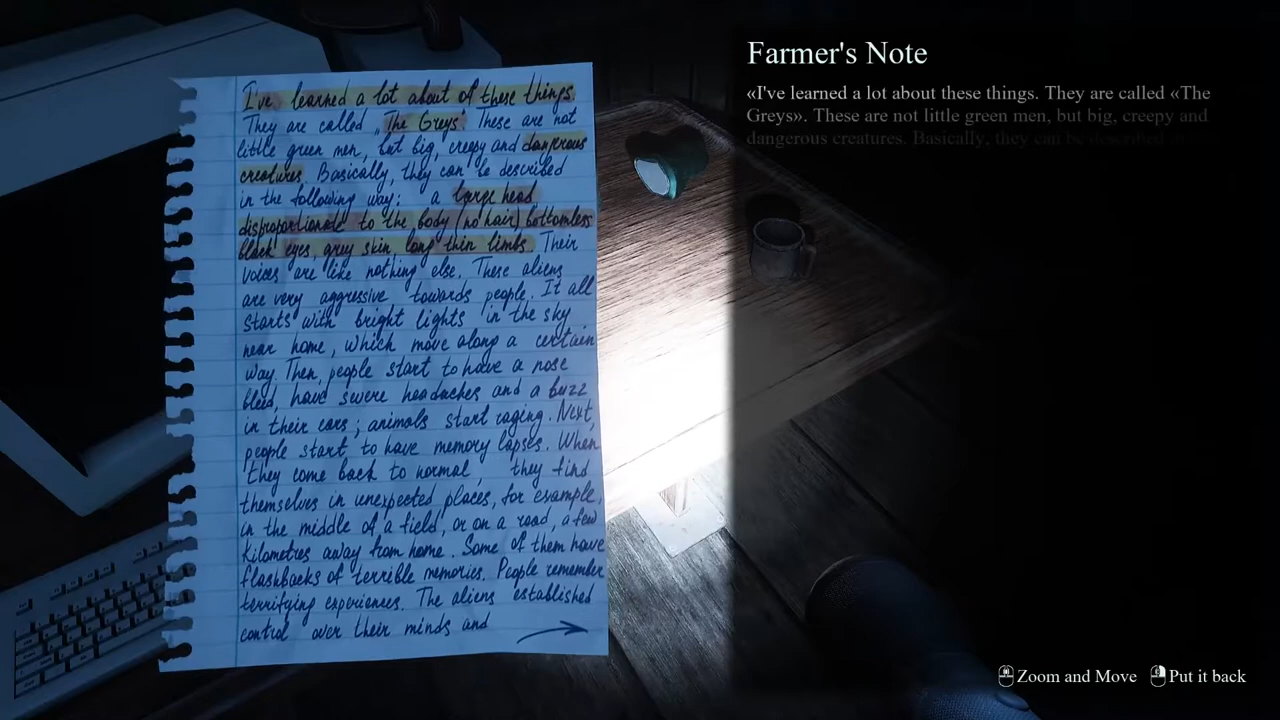 I've learned a lot about of these things.
They are called „The Greys". These are not
little green men, but big, creepy and dangerous
creatures. Basically, they can be described
in the following way: a large head
disproportionate to the body (no hair) bottomless
black eyes, grey skin, long thin limbs. Their
voices are like nothing else. These aliens
are very aggressive towards people. It all
starts with bright lights in the sky
near home, which move along a certain
way. Then, people start to have a nose
bleed, have severe headaches and a buzz
in their ears; animals start raging. Next,
people start to have memory lapses. When
they come back to normal, they find
themselves in unexpected places, for example,
in the middle of a field, or on a road, a few
kilometres away from home. Some of them have
flashbacks of terrible memories. People remember
terrifying experiences. The aliens established
control over their minds and
Farmer's Note
«I've learned a lot about these things. They are called «The
Greys». These are not little green men, but big, creepy and
dangerous creatures. Basically, they can be described as
Zoom and Move
Put it back